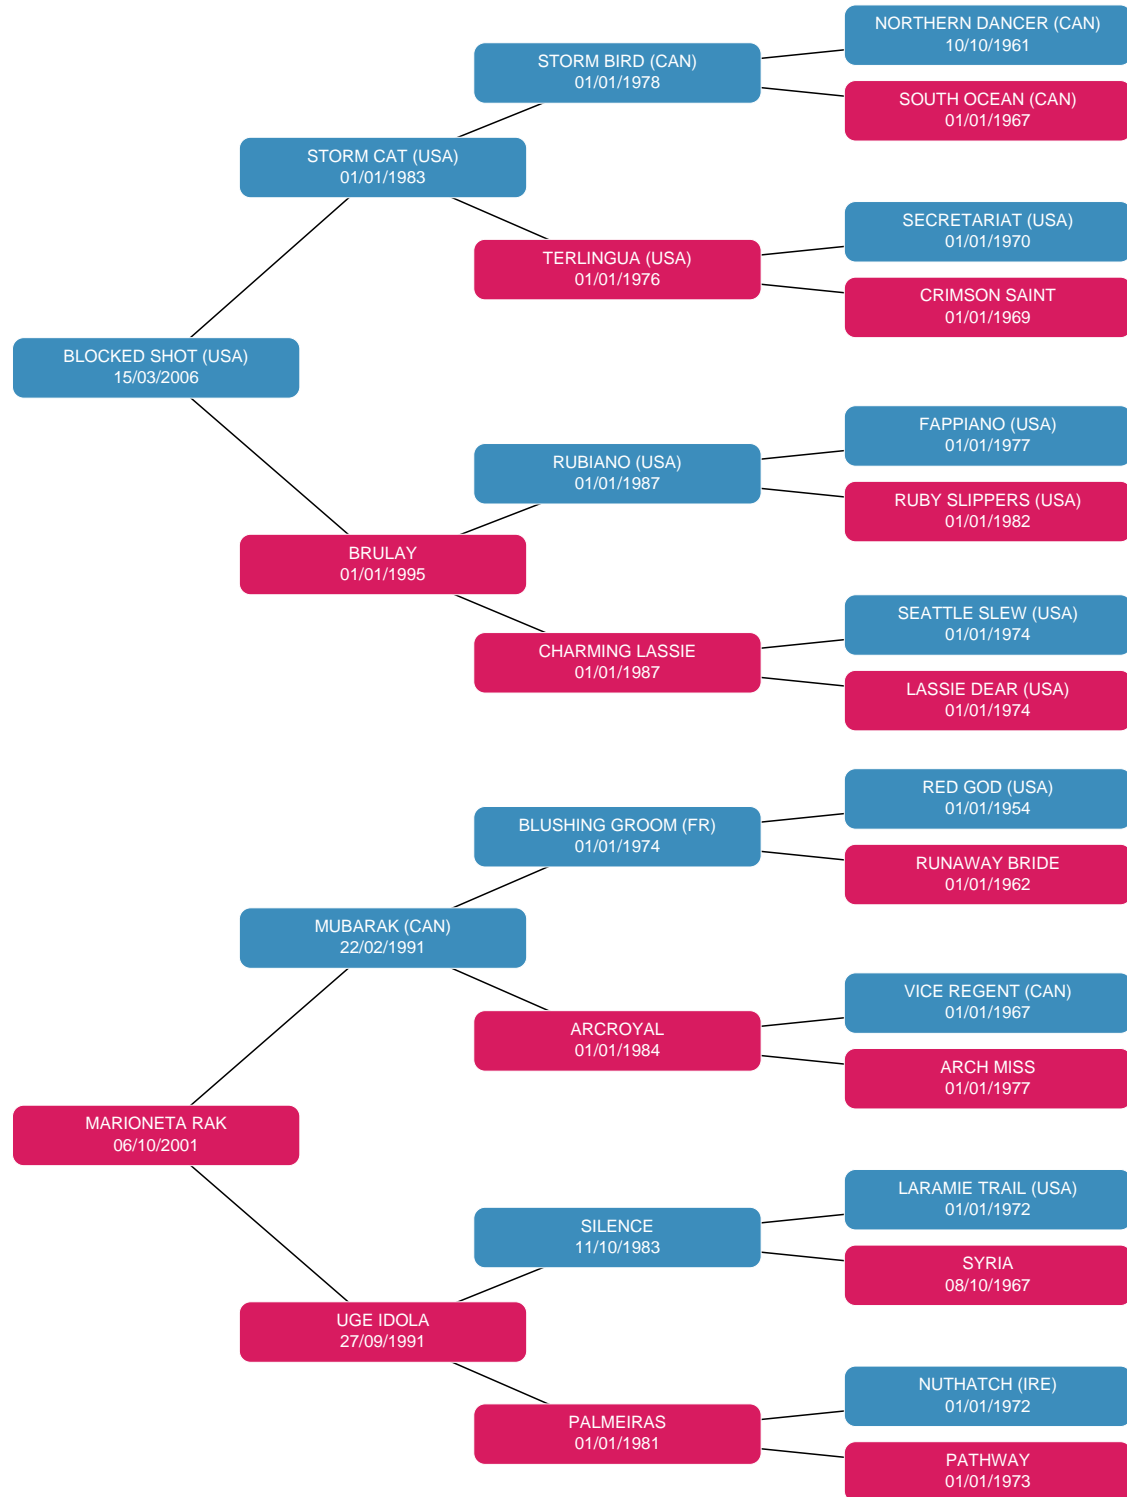 NORTHERN DANCER (CAN)
10/10/1961
STORM BIRD (CAN)
01/01/1978
SOUTH OCEAN (CAN)
01/01/1967
STORM CAT (USA)
01/01/1983
SECRETARIAT (USA)
01/01/1970
TERLINGUA (USA)
01/01/1976
CRIMSON SAINT
01/01/1969
BLOCKED SHOT (USA)
15/03/2006
FAPPIANO (USA)
01/01/1977
RUBIANO (USA)
01/01/1987
RUBY SLIPPERS (USA)
01/01/1982
BRULAY
01/01/1995
SEATTLE SLEW (USA)
01/01/1974
CHARMING LASSIE
01/01/1987
LASSIE DEAR (USA)
01/01/1974
RED GOD (USA)
01/01/1954
BLUSHING GROOM (FR)
01/01/1974
RUNAWAY BRIDE
01/01/1962
MUBARAK (CAN)
22/02/1991
VICE REGENT (CAN)
01/01/1967
ARCROYAL
01/01/1984
ARCH MISS
01/01/1977
MARIONETA RAK
06/10/2001
LARAMIE TRAIL (USA)
01/01/1972
SILENCE
11/10/1983
SYRIA
08/10/1967
UGE IDOLA
27/09/1991
NUTHATCH (IRE)
01/01/1972
PALMEIRAS
01/01/1981
PATHWAY
01/01/1973